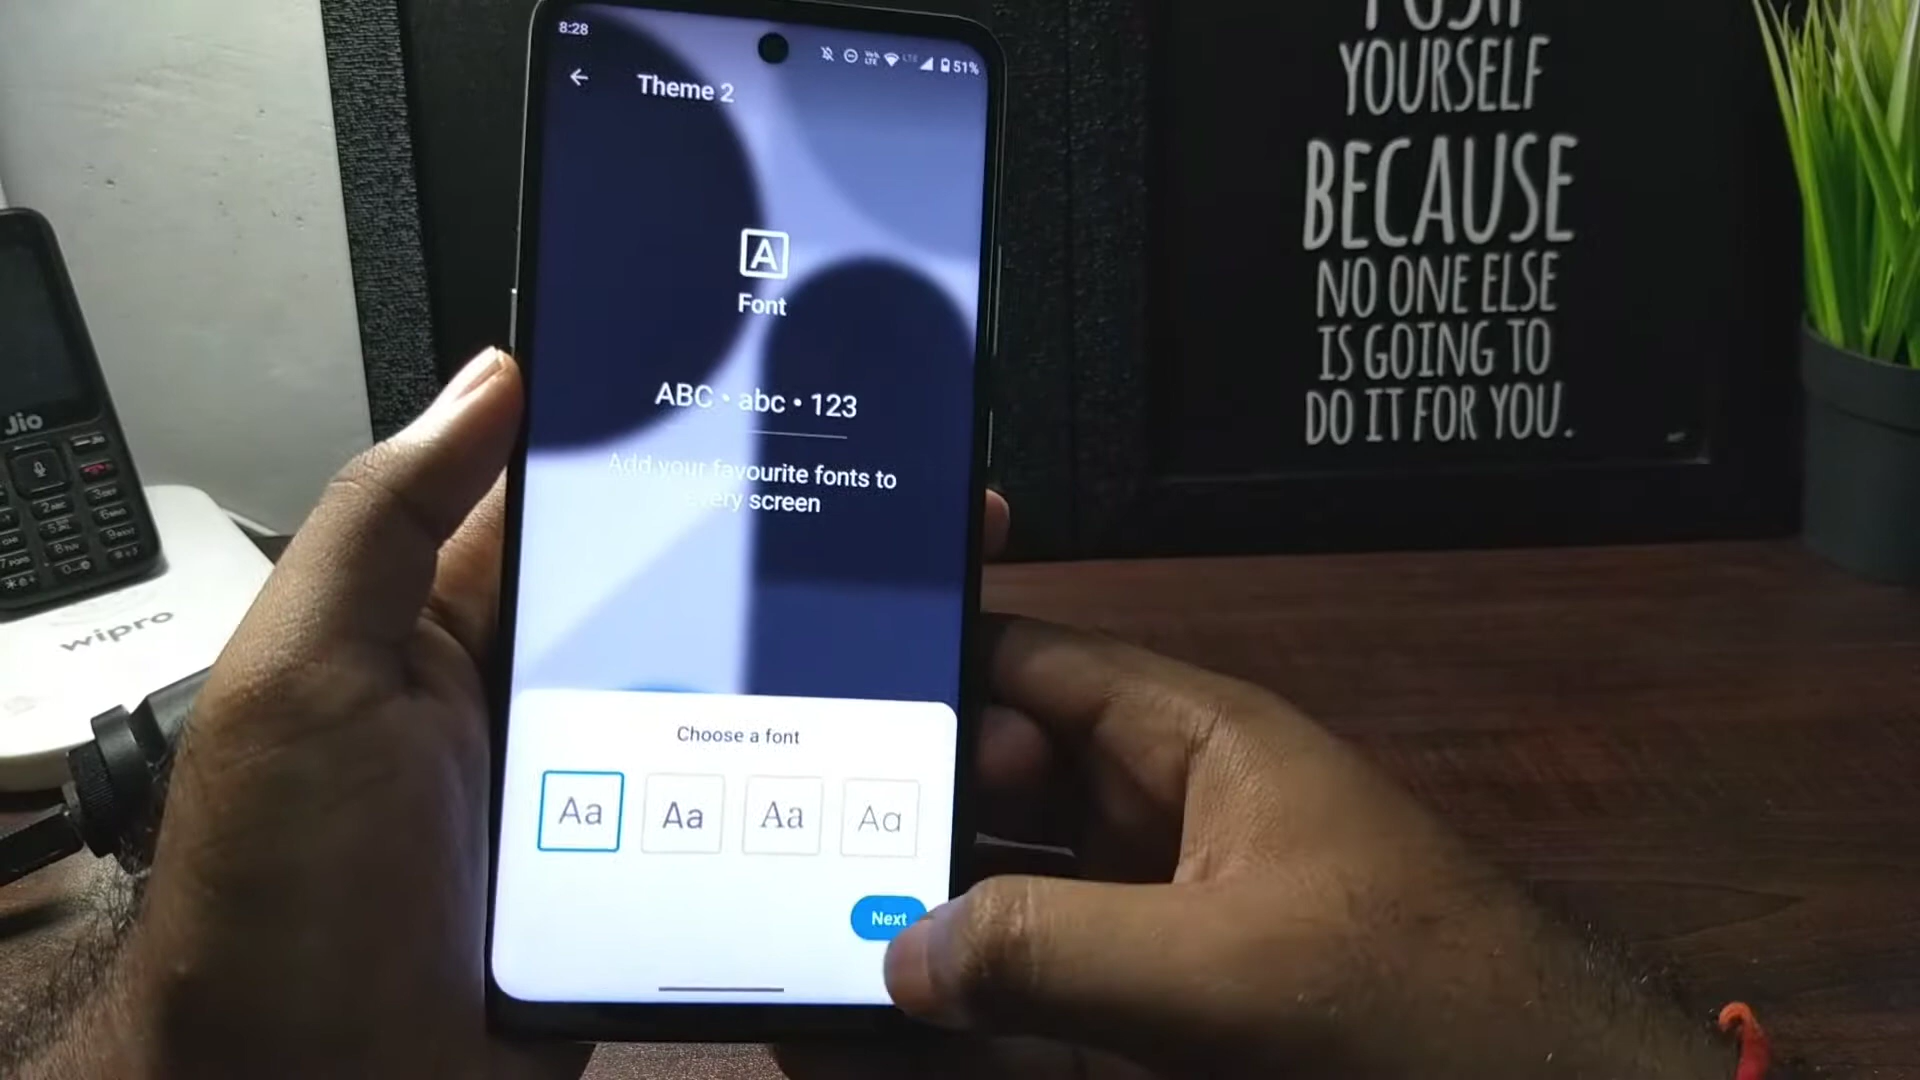 8:28
51%
Theme 2
A
Font
ABC • abc • 123
Add your favourite fonts to
every screen
Choose a font
Aa
Aa
Aa
Aa
Next
YOURSELF
BECAUSE
NO ONE ELSE
IS GOING TO
DO IT FOR YOU.
Jio
wipro